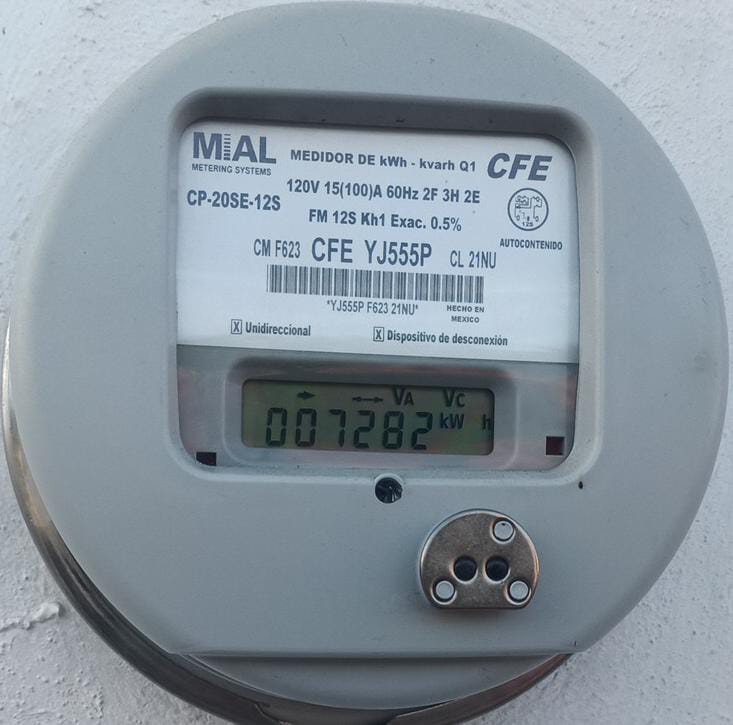 MIAL
METERING SYSTEMS
MEDIDOR DE kWh - kvarh Q1
CFE
CP-20SE-12S
120V 15(100)A 60Hz 2F 3H 2E
FM 12S Kh1 Exac. 0.5%
12S
AUTOCONTENIDO
CM F623 CFE YJ555P CL 21NU
*YJ555P F623 21NU*
HECHO EN
MEXICO
X Unidireccional
X Dispositivo de desconexión
VA VC
007282 kW h